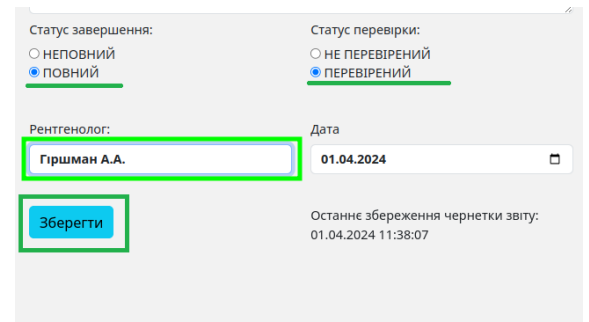 Статус завершення:
НЕПОВНИЙ
ПОВНИЙ
Статус перевірки:
НЕ ПЕРЕВІРЕНИЙ
ПЕРЕВІРЕНИЙ
Рентгенолог:
Гіршман А.А.
Дата
01.04.2024
Зберегти
Останнє збереження чернетки звіту:
01.04.2024 11:38:07